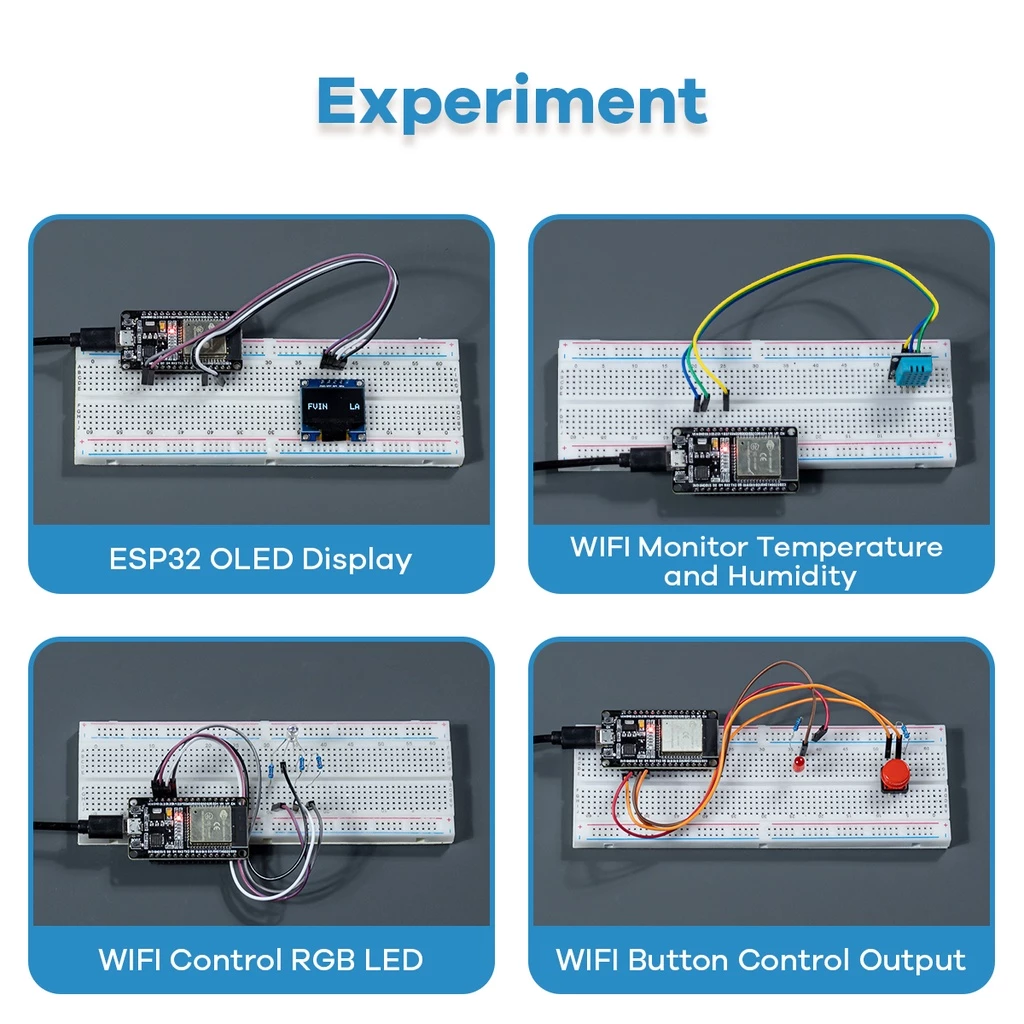 Experiment
FVIN LA
ESP32 OLED Display
WIFI Monitor Temperature
and Humidity
WIFI Control RGB LED
WIFI Button Control Output